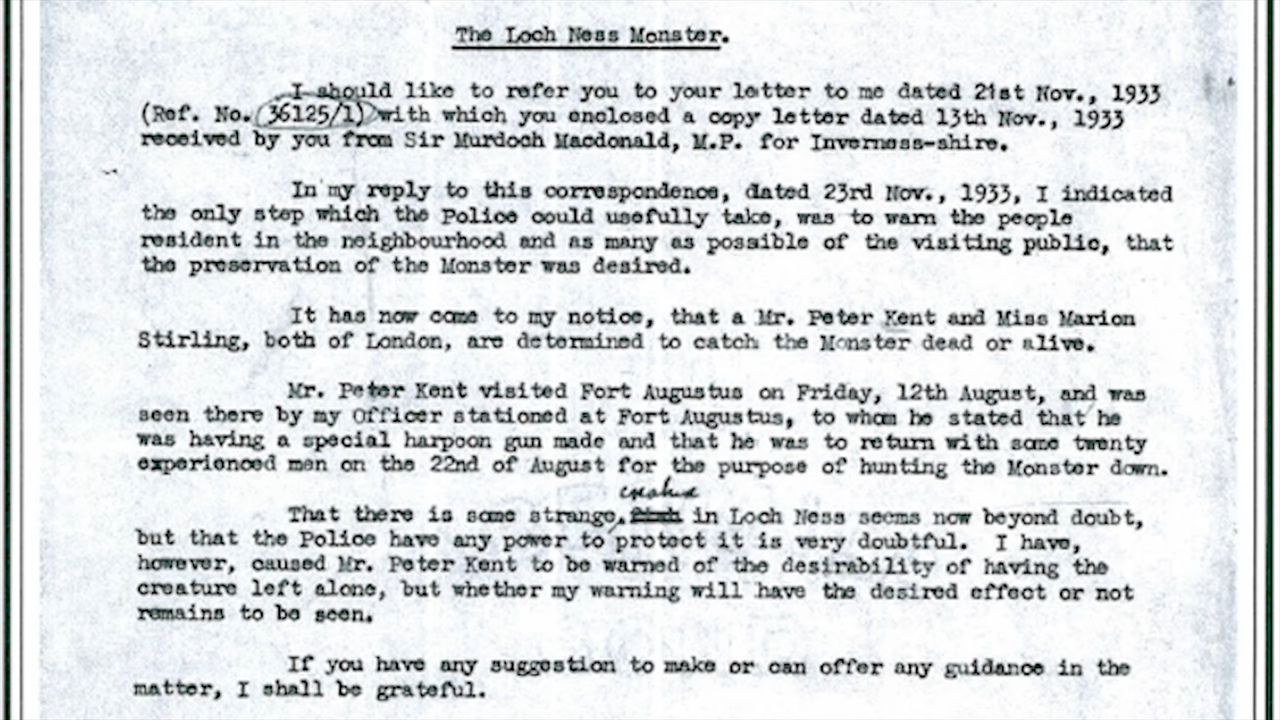 The Loch Ness Monster.
I should like to refer you to your letter to me dated 21st Nov., 1933
(Ref. No. 36125/1) with which you enclosed a copy letter dated 13th Nov., 1933
received by you from Sir Murdoch Macdonald, M.P. for Inverness-shire.
In my reply to this correspondence, dated 23rd Nov., 1933, I indicated
the only step which the Police could usefully take, was to warn the people
resident in the neighbourhood and as many as possible of the visiting public, that
the preservation of the Monster was desired.
It has now come to my notice, that a Mr. Peter Kent and Miss Marion
Stirling, both of London, are determined to catch the Monster dead or alive.
Mr. Peter Kent visited Fort Augustus on Friday, 12th August, and was
seen there by my Officer stationed at Fort Augustus, to whom he stated that he
was having a special harpoon gun made and that he was to return with some twenty
experienced men on the 22nd of August for the purpose of hunting the Monster down.
creature
That there is some strange fish in Loch Ness seems now beyond doubt,
but that the Police have any power to protect it is very doubtful. I have,
however, caused Mr. Peter Kent to be warned of the desirability of having the
creature left alone, but whether my warning will have the desired effect or not
remains to be seen.
If you have any suggestion to make or can offer any guidance in the
matter, I shall be grateful.